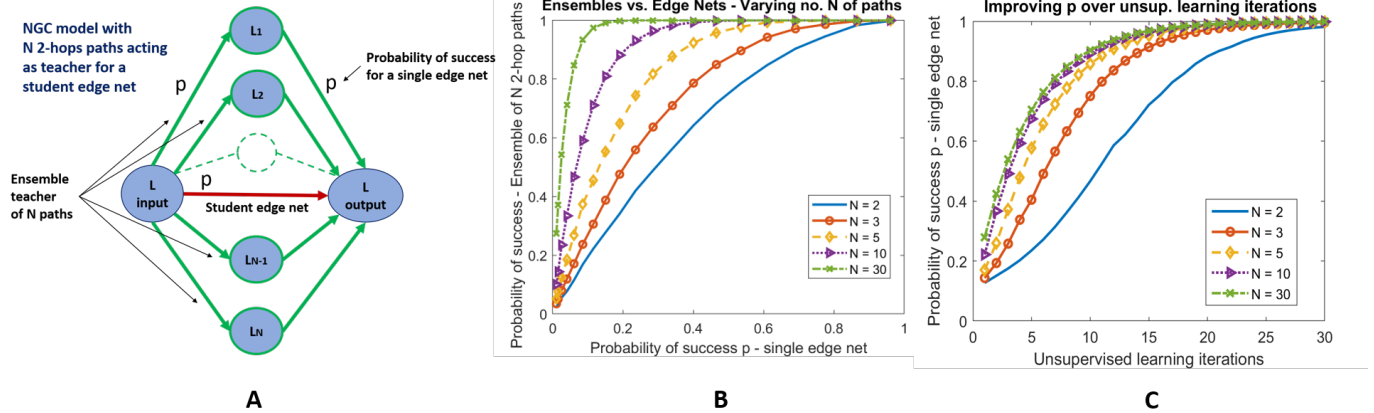 NGC model with
N 2-hops paths acting
as teacher for a
student edge net
L1
Probability of success
for a single edge net
p
p
L2
Ensemble
teacher
of N paths
L
input
p
Student edge net
L
output
LN-1
LN
A
Ensembles vs. Edge Nets - Varying no. N of paths
Probability of success - Ensemble of N 2-hop paths
1
0.8
0.6
0.4
0.2
0
N = 2
N = 3
N = 5
N = 10
N = 30
0
0.2
0.4
0.6
0.8
1
Probability of success p - single edge net
B
Improving p over unsup. learning iterations
Probability of success p - single edge net
1
0.8
0.6
0.4
0.2
0
N = 2
N = 3
N = 5
N = 10
N = 30
0
5
10
15
20
25
30
Unsupervised learning iterations
C